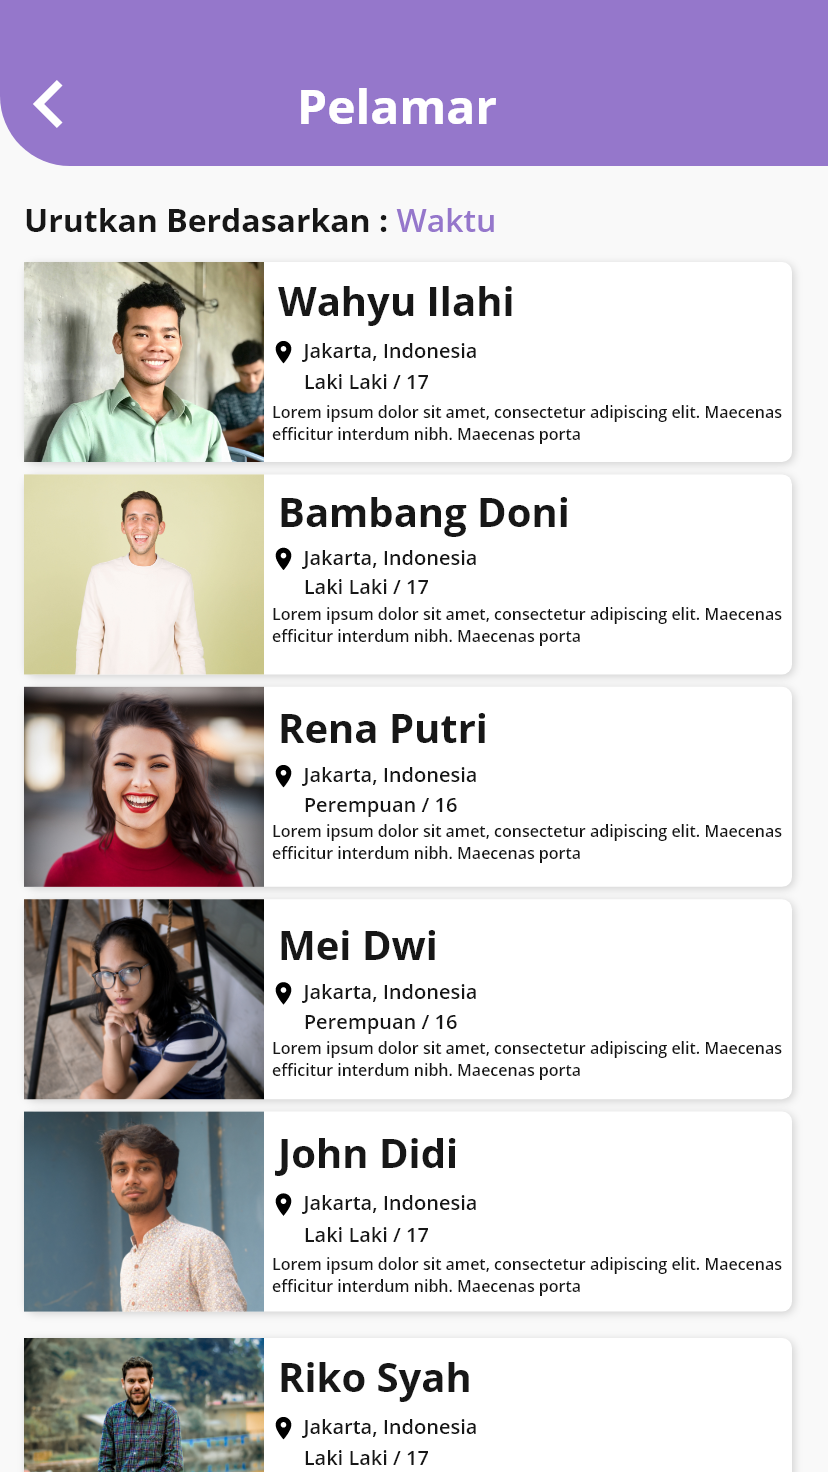 Pelamar
Urutkan Berdasarkan : Waktu
Wahyu Ilahi
Jakarta, Indonesia
Laki Laki / 17
Lorem ipsum dolor sit amet, consectetur adipiscing elit. Maecenas
efficitur interdum nibh. Maecenas porta
Bambang Doni
Jakarta, Indonesia
Laki Laki / 17
Lorem ipsum dolor sit amet, consectetur adipiscing elit. Maecenas
efficitur interdum nibh. Maecenas porta
Rena Putri
Jakarta, Indonesia
Perempuan / 16
Lorem ipsum dolor sit amet, consectetur adipiscing elit. Maecenas
efficitur interdum nibh. Maecenas porta
Mei Dwi
Jakarta, Indonesia
Perempuan / 16
Lorem ipsum dolor sit amet, consectetur adipiscing elit. Maecenas
efficitur interdum nibh. Maecenas porta
John Didi
Jakarta, Indonesia
Laki Laki / 17
Lorem ipsum dolor sit amet, consectetur adipiscing elit. Maecenas
efficitur interdum nibh. Maecenas porta
Riko Syah
Jakarta, Indonesia
Laki Laki / 17